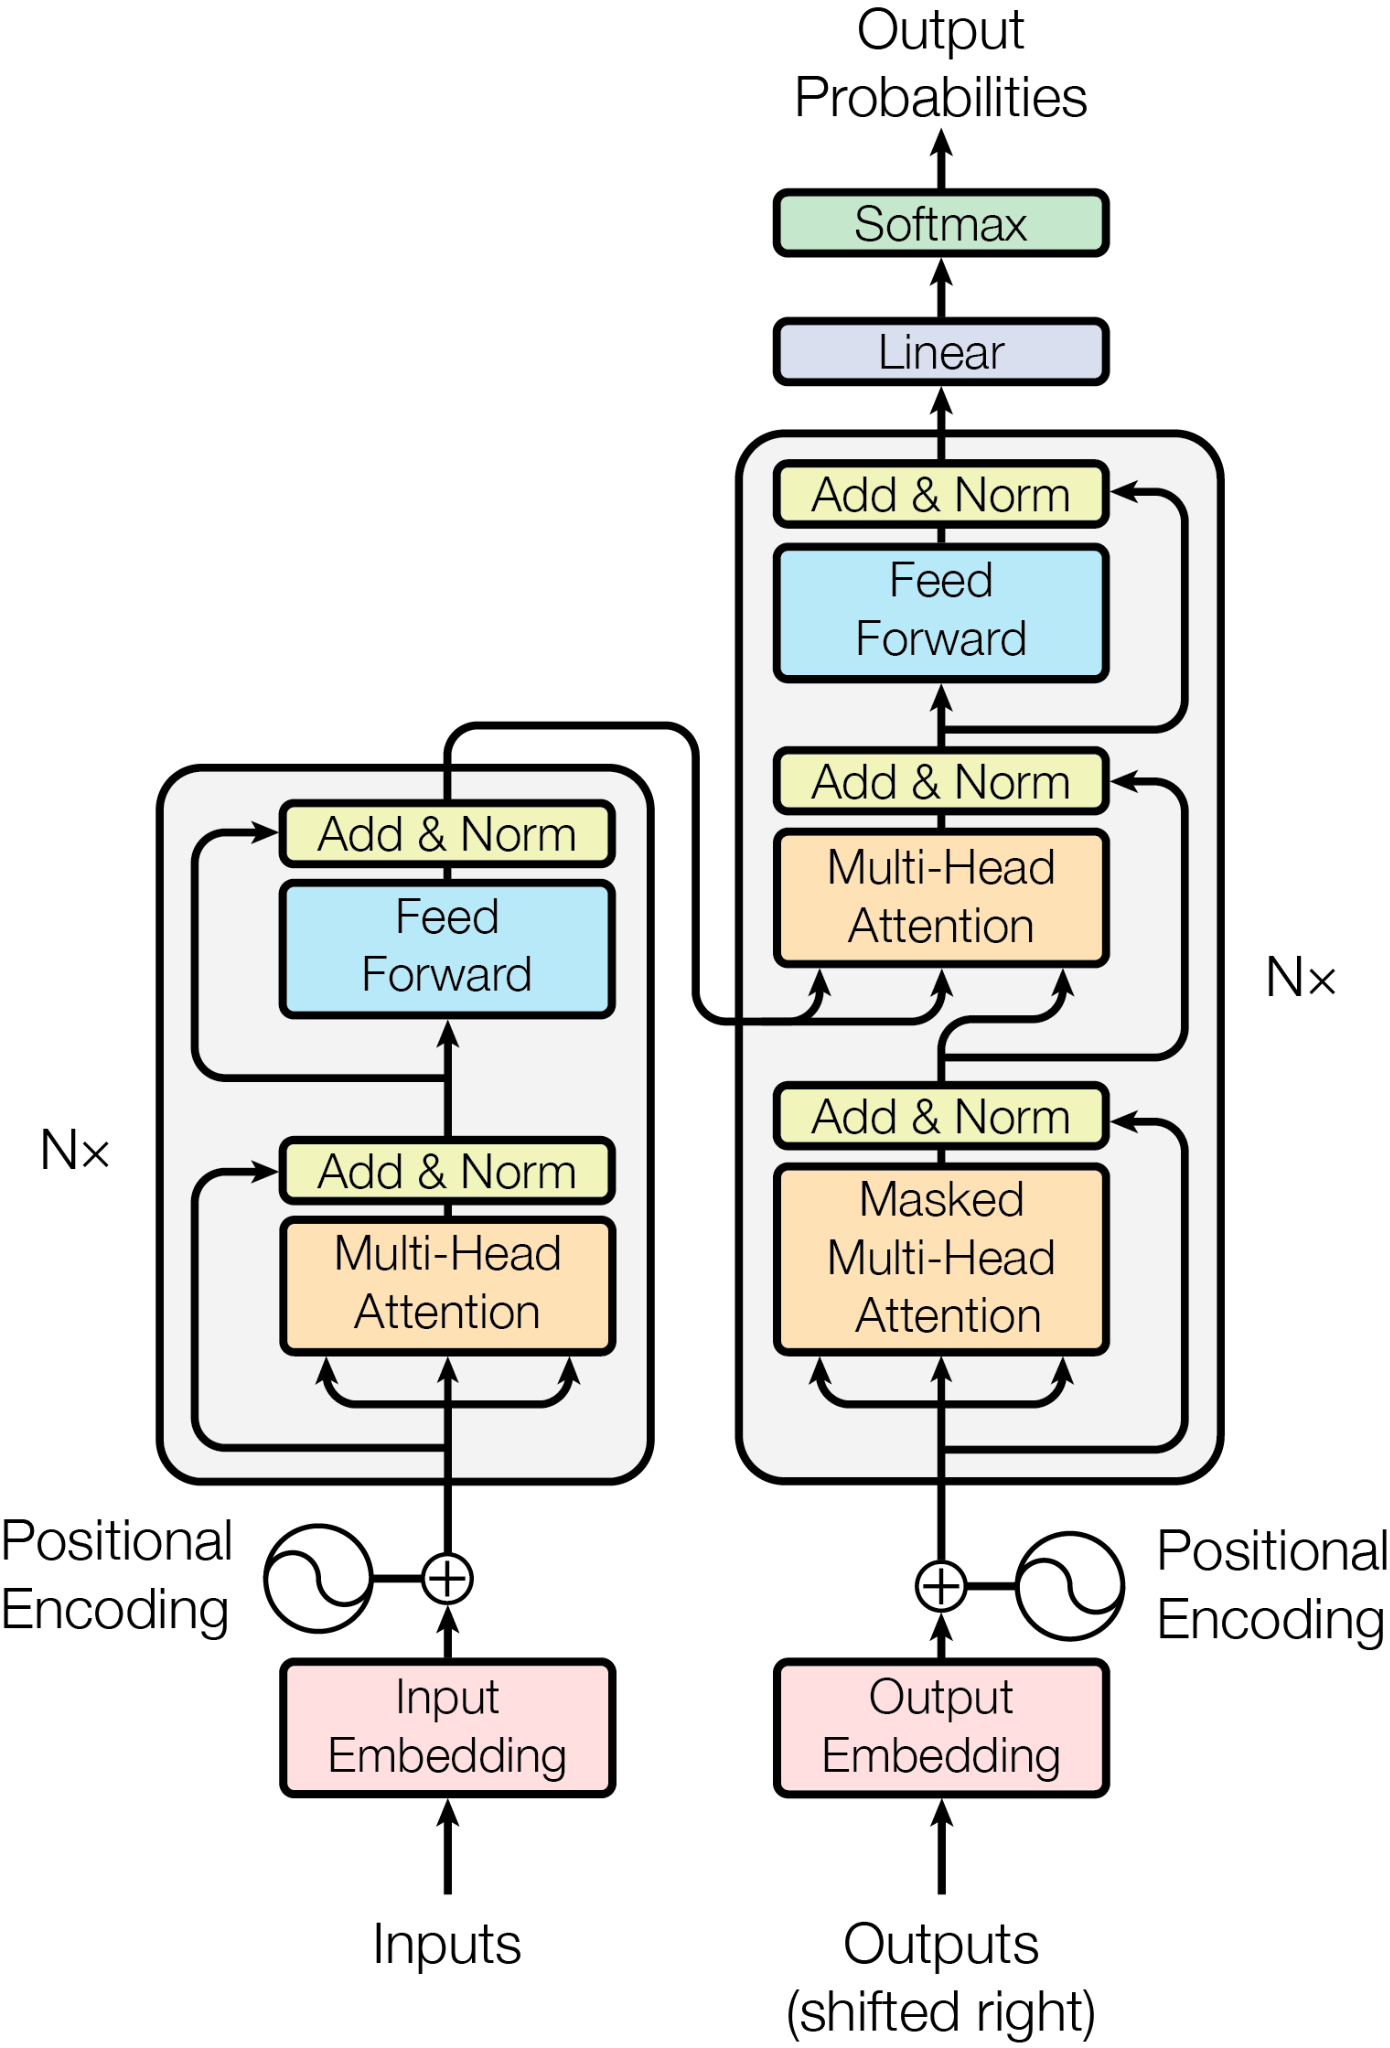 Output
Probabilities
Softmax
Linear
Add & Norm
Feed
Forward
Add & Norm
Multi-Head
Attention
Add & Norm
Masked
Multi-Head
Attention
N×
Add & Norm
Feed
Forward
Add & Norm
Multi-Head
Attention
N×
Positional
Encoding
Positional
Encoding
Input
Embedding
Output
Embedding
Inputs
Outputs
(shifted right)